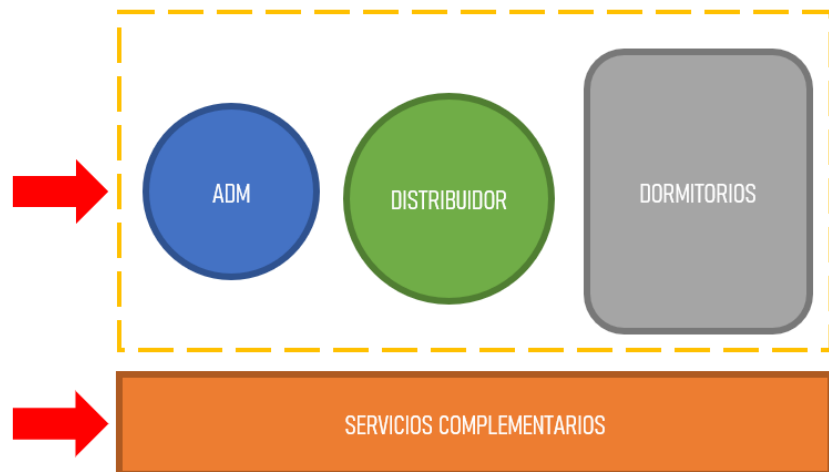 ADM
DISTRIBUIDOR
DORMITORIOS
SERVICIOS COMPLEMENTARIOS